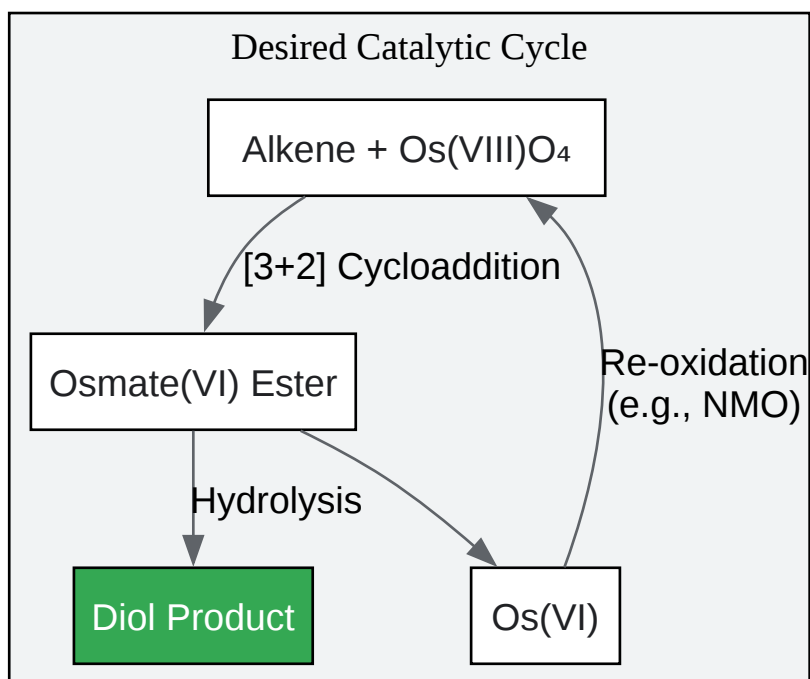 Desired Catalytic Cycle
Alkene + Os(VIII)O₄
[3+2] Cycloaddition
Osmate(VI) Ester
Re-oxidation
(e.g., NMO)
Hydrolysis
Diol Product
Os(VI)